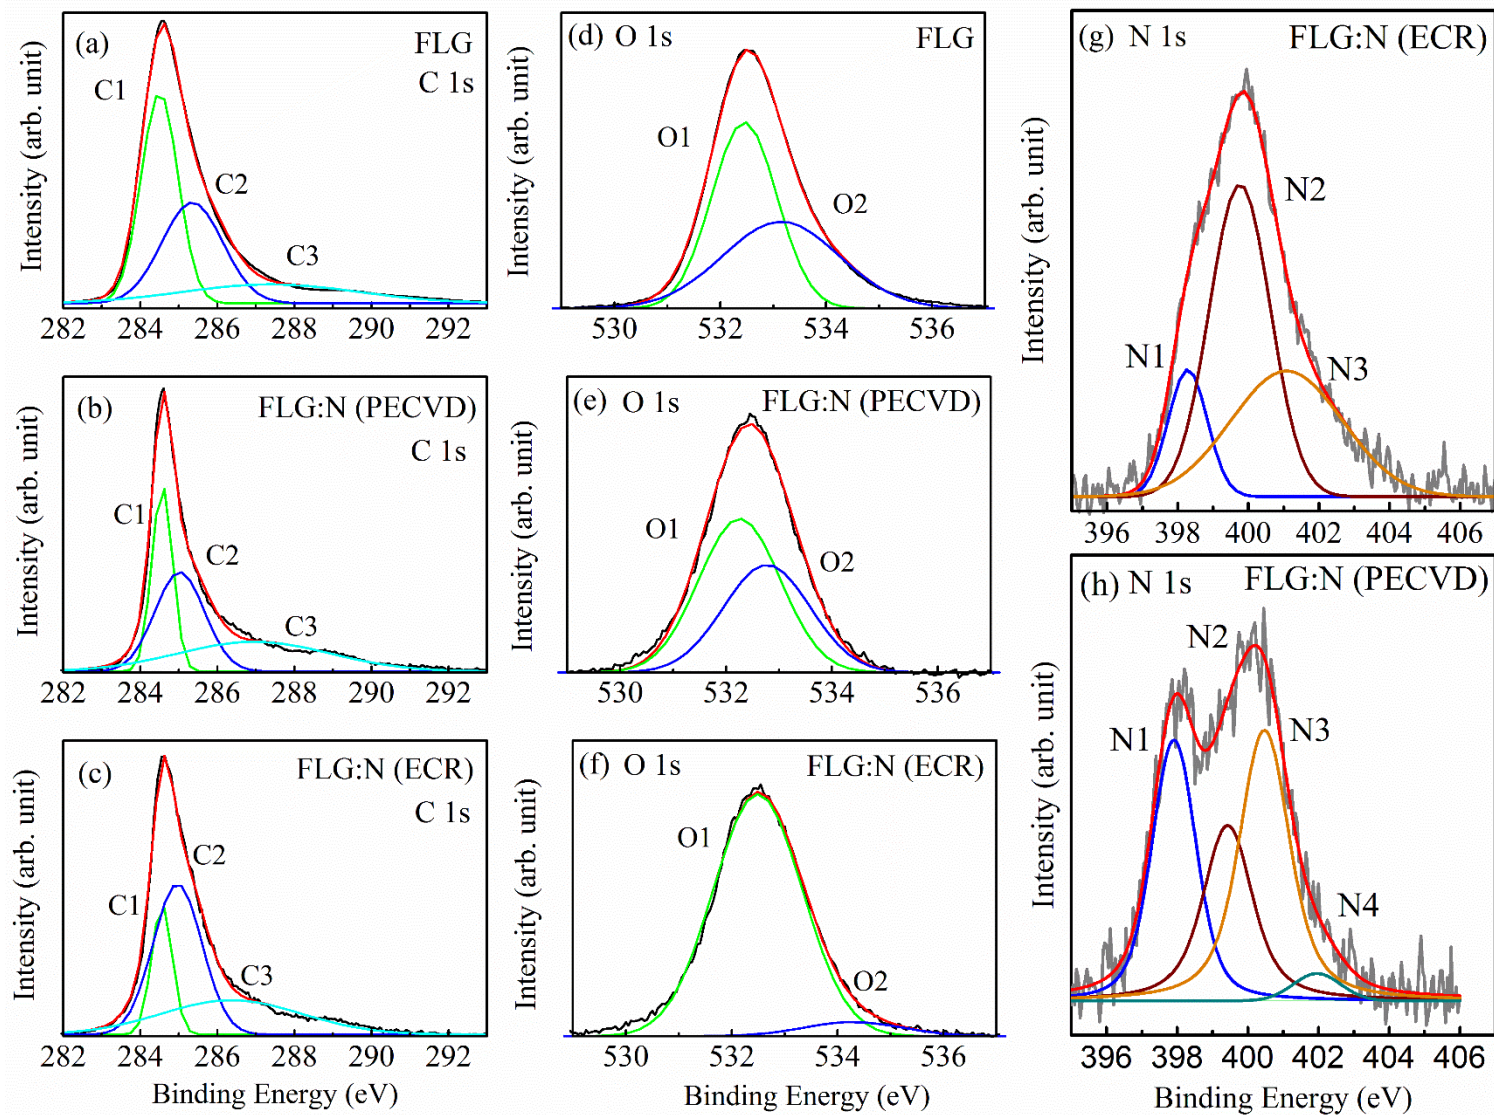 (a)
FLG
C 1s
C1
C2
C3
Intensity (arb. unit)
282 284 286 288 290 292
(b)
FLG:N (PECVD)
C 1s
C1
C2
C3
Intensity (arb. unit)
282 284 286 288 290 292
(c)
FLG:N (ECR)
C 1s
C1
C2
C3
Intensity (arb. unit)
282 284 286 288 290 292
Binding Energy (eV)
(d) O 1s
FLG
O1
O2
Intensity (arb. unit)
530 532 534 536
(e) O 1s
FLG:N (PECVD)
O1
O2
Intensity (arb. unit)
530 532 534 536
(f) O 1s
FLG:N (ECR)
O1
O2
Intensity (arb. unit)
530 532 534 536
Binding Energy (eV)
(g) N 1s
FLG:N (ECR)
N1
N2
N3
Intensity (arb. unit)
396 398 400 402 404 406
(h) N 1s
FLG:N (PECVD)
N1
N2
N3
N4
Intensity (arb. unit)
396 398 400 402 404 406
Binding Energy (eV)